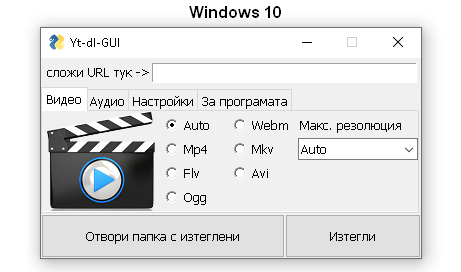 Windows 10
Yt-dl-GUI
сложи URL тук ->
Видео Аудио Настройки За програмата
Auto Webm Макс. резолюция
Mp4 Mkv Auto
Flv Avi
Ogg
Отвори папка с изтеглени Изтегли